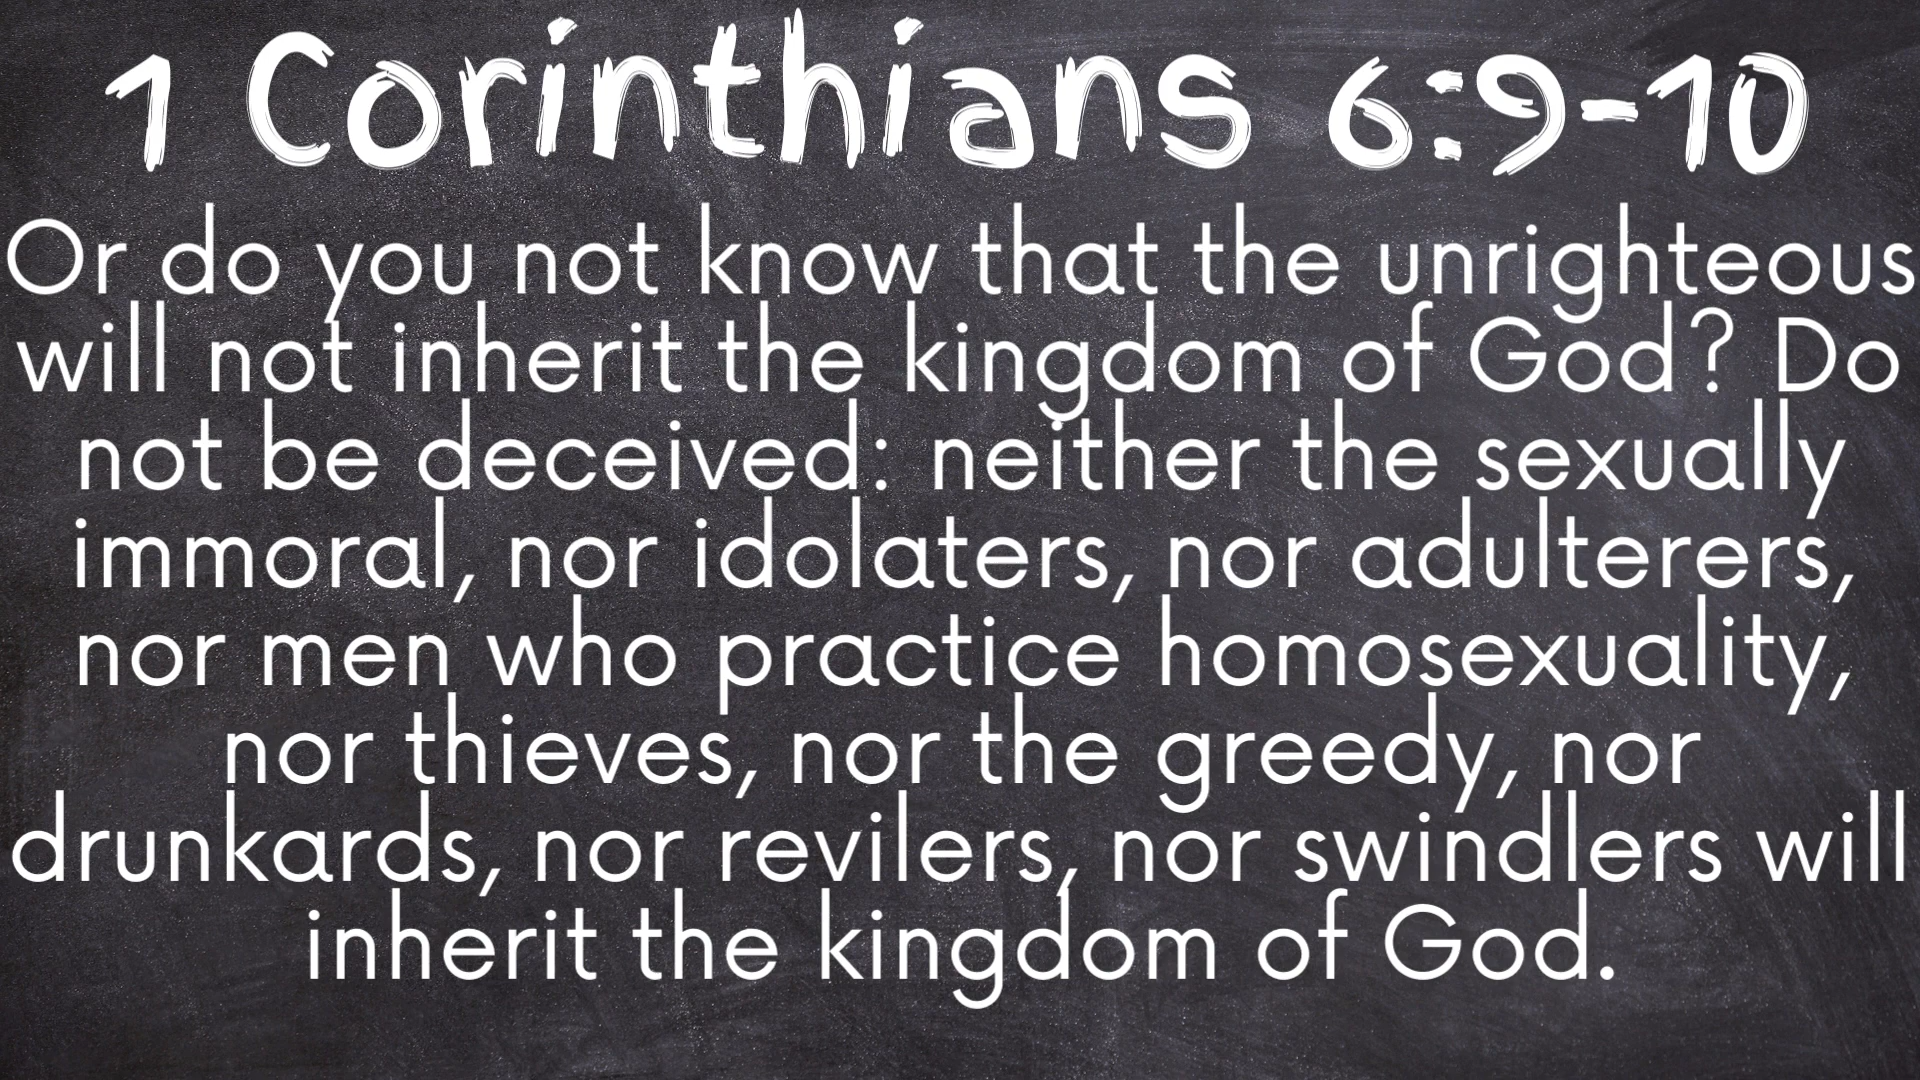 1 Corinthians 6:9-10
Or do you not know that the unrighteous
will not inherit the kingdom of God? Do
not be deceived: neither the sexually
immoral, nor idolaters, nor adulterers,
nor men who practice homosexuality,
nor thieves, nor the greedy, nor
drunkards, nor revilers, nor swindlers will
inherit the kingdom of God.